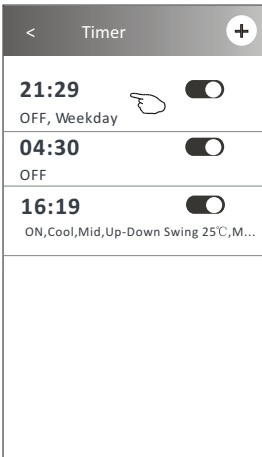 < Timer +
21:29
OFF, Weekday
04:30
OFF
16:19
ON,Cool,Mid,Up-Down Swing 25℃,M...